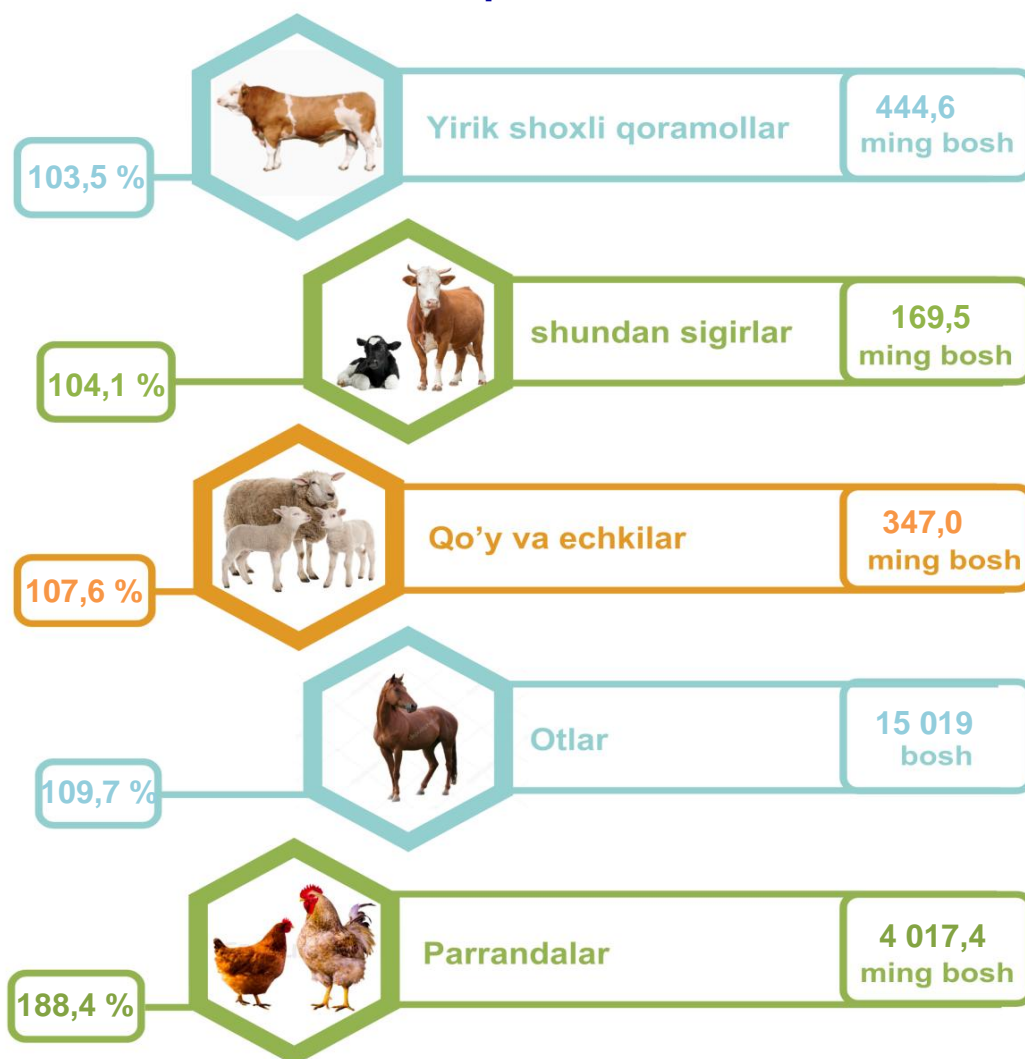 Yirik shoxli qoramollar
444,6
ming bosh
103,5 %
shundan sigirlar
169,5
ming bosh
104,1 %
Qo'y va echkilar
347,0
ming bosh
107,6 %
Otlar
15 019
bosh
109,7 %
Parrandalar
4 017,4
ming bosh
188,4 %